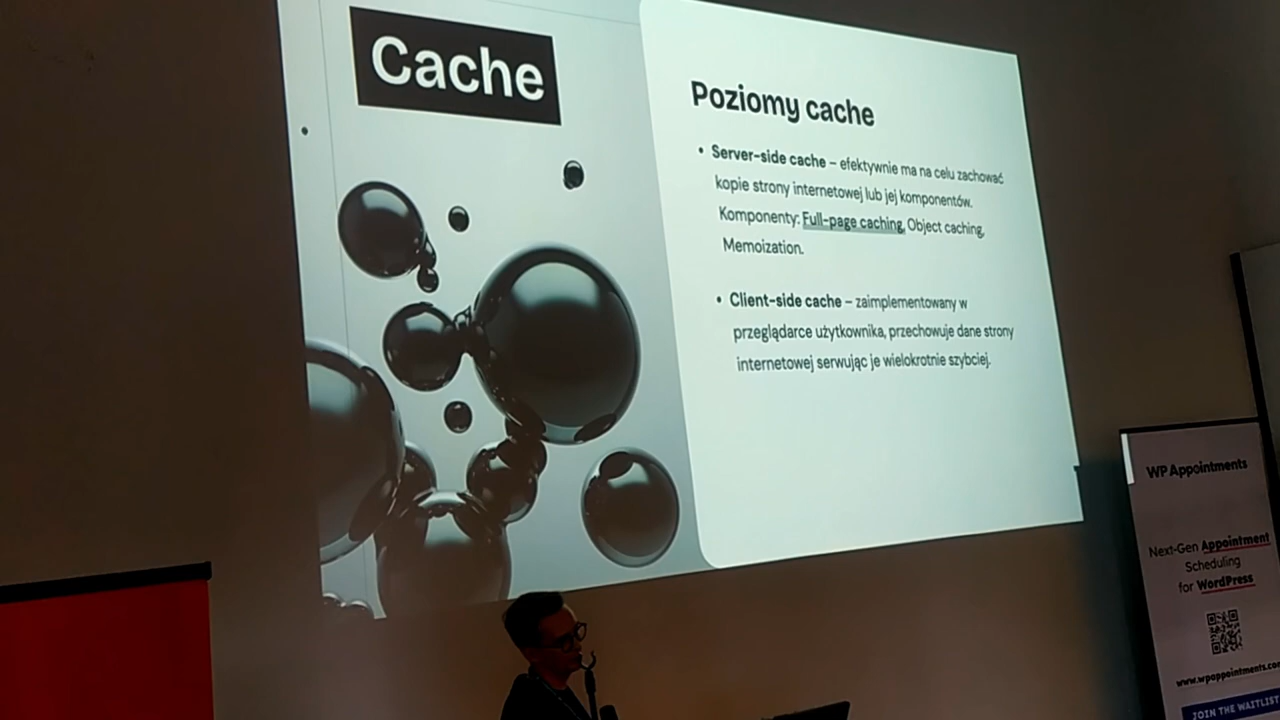 Cache
Poziomy cache
• Server-side cache – efektywnie ma na celu zachować
kopie strony internetowej lub jej komponentów.
Komponenty: Full-page caching, Object caching,
Memoization.
• Client-side cache – zaimplementowany w
przeglądarce użytkownika, przechowuje dane strony
internetowej serwując je wielokrotnie szybciej.
WP Appointments
Next-Gen Appointment
Scheduling
for WordPress
www.wpappointments.co
JOIN THE WAITLIST